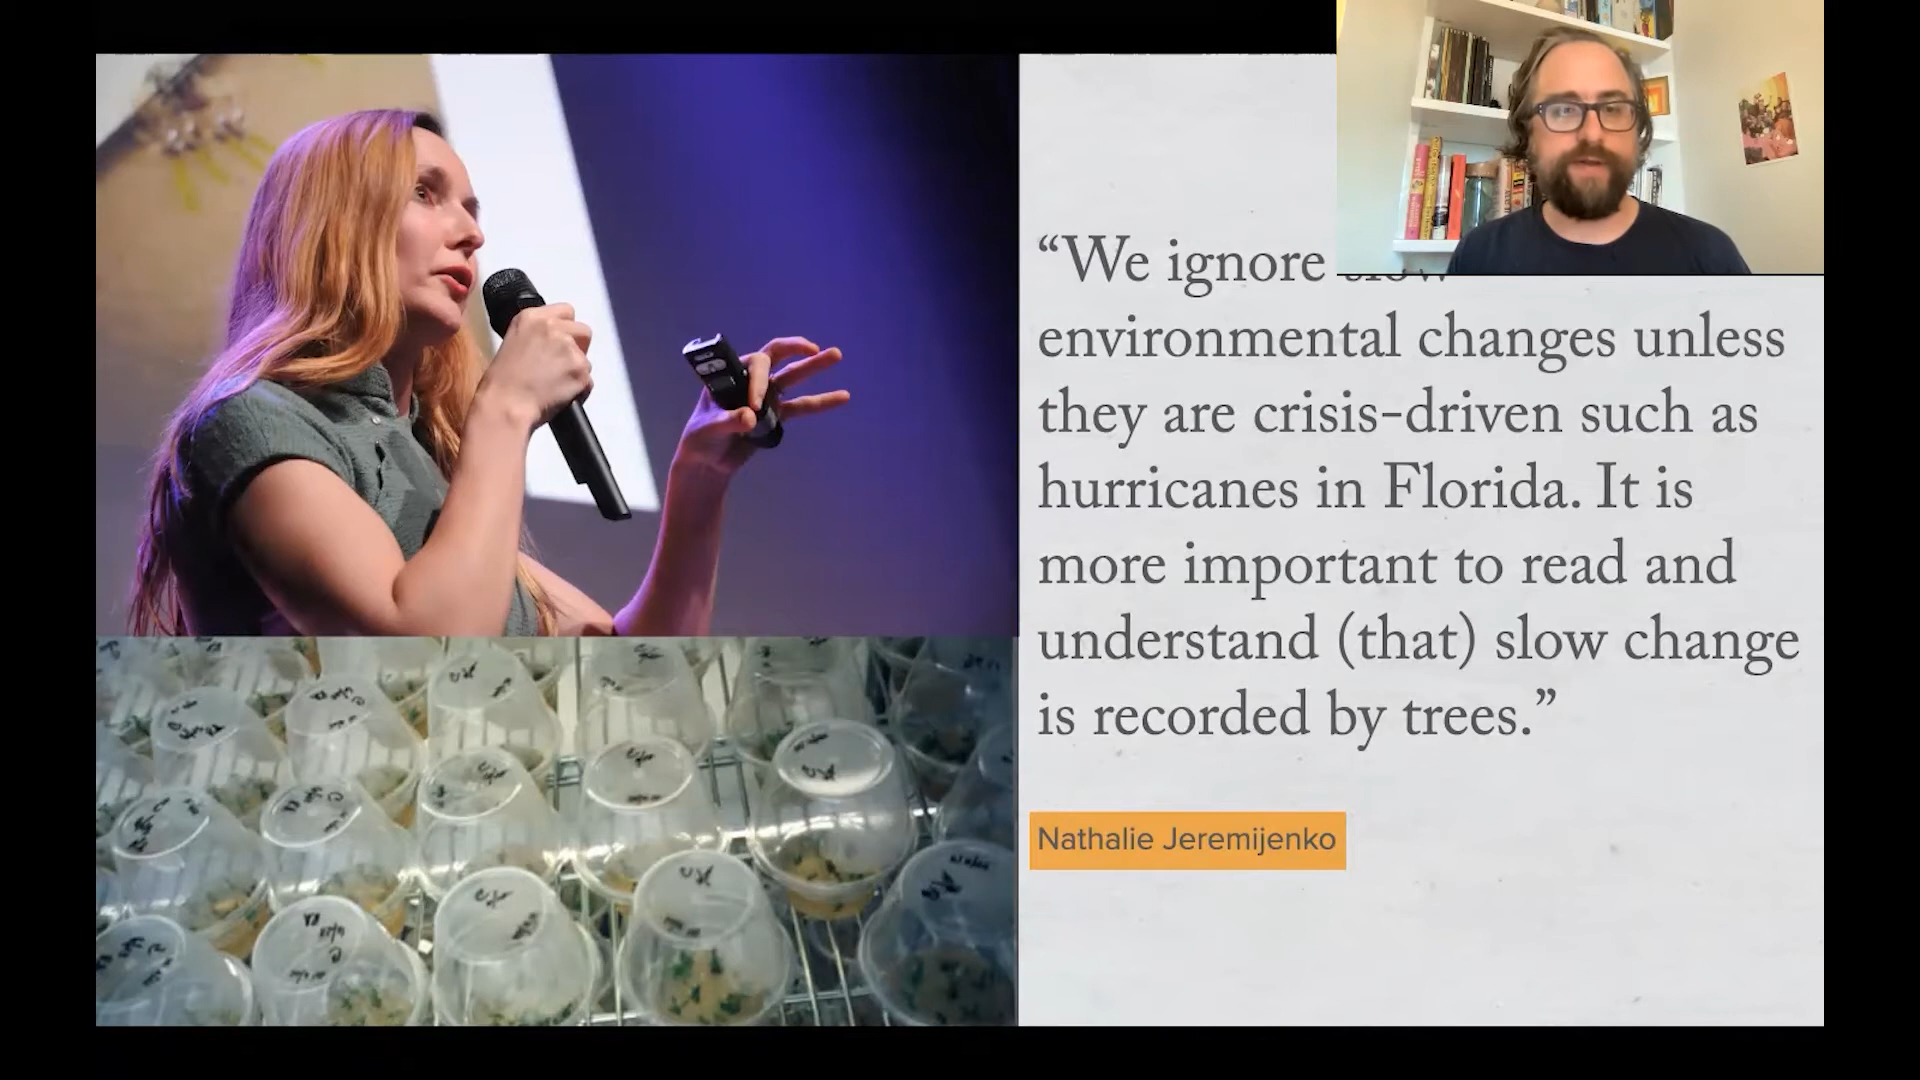 “We ignore slow
environmental changes unless
they are crisis-driven such as
hurricanes in Florida. It is
more important to read and
understand (that) slow change
is recorded by trees.”
Nathalie Jeremijenko